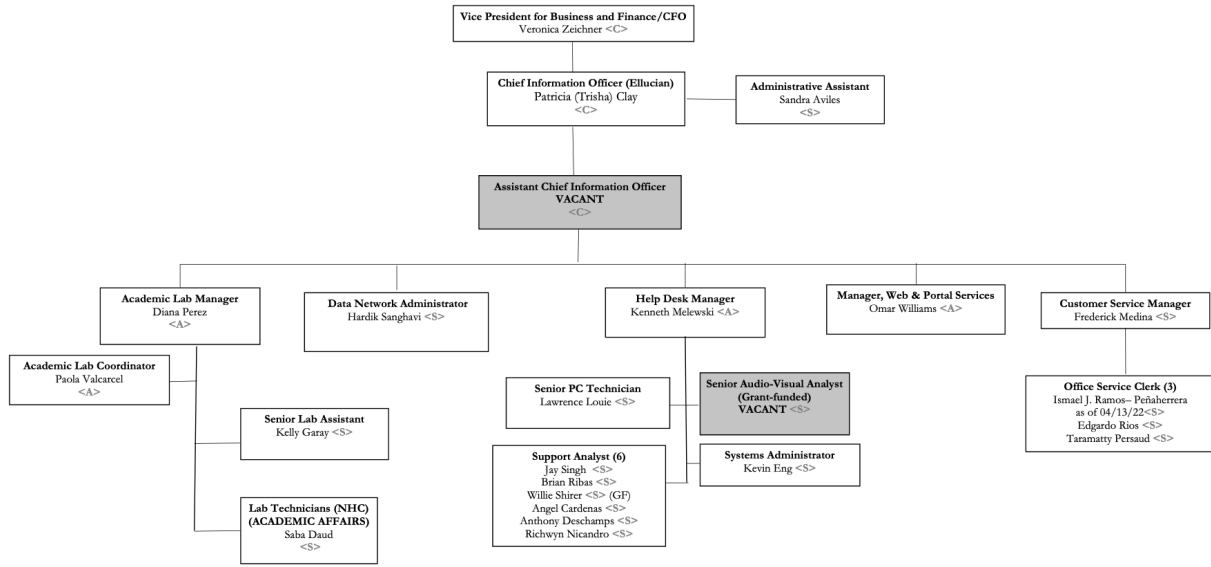 Vice President for Business and Finance/CFO
Veronica Zeichner <C>
Chief Information Officer (Ellucian)
Patricia (Trisha) Clay
<C>
Administrative Assistant
Sandra Aviles
<S>
Assistant Chief Information Officer
VACANT
<C>
Academic Lab Manager
Diana Perez
<A>
Data Network Administrator
Hardik Sanghavi <S>
Help Desk Manager
Kenneth Melewski <A>
Manager, Web & Portal Services
Omar Williams <A>
Customer Service Manager
Frederick Medina <S>
Academic Lab Coordinator
Paola Valcarcel
<A>
Senior Lab Assistant
Kelly Garay <S>
Lab Technicians (NHC)
(ACADEMIC AFFAIRS)
Saba Daud
<S>
Senior PC Technician
Lawrence Louie <S>
Senior Audio-Visual Analyst
(Grant-funded)
VACANT <S>
Support Analyst (6)
Jay Singh <S>
Brian Ribas <S>
Willie Shirer <S> (GF)
Angel Cardenas <S>
Anthony Deschamps <S>
Richwyn Nicandro <S>
Systems Administrator
Kevin Eng <S>
Office Service Clerk (3)
Ismael J. Ramos– Peñaherrera
as of 04/13/22<S>
Edgardo Rios <S>
Taramatty Persaud <S>